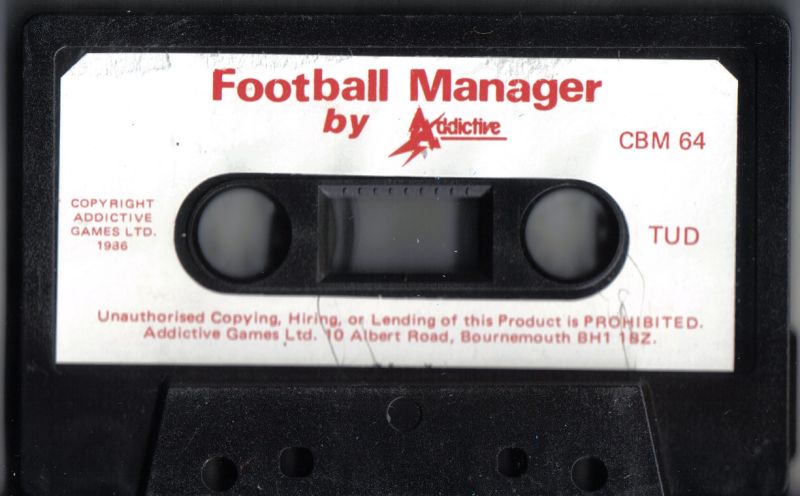 Football Manager
by Addictive
CBM 64
COPYRIGHT
ADDICTIVE
GAMES LTD.
1986
TUD
Unauthorised Copying, Hiring, or Lending of this Product is PROHIBITED.
Addictive Games Ltd. 10 Albert Road, Bournemouth BH1 1BZ.